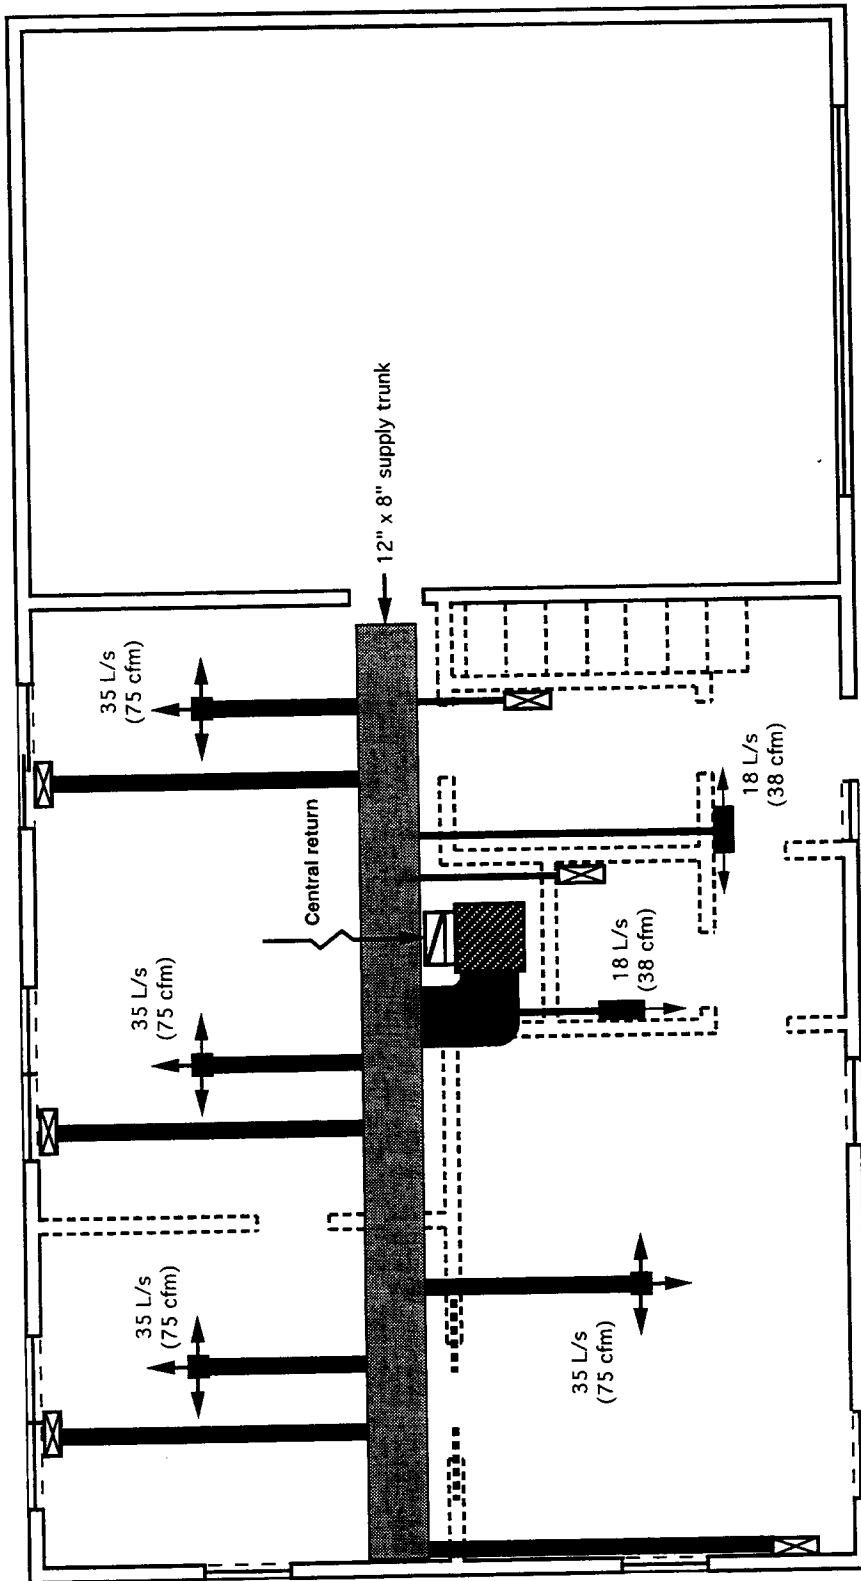 35 L/s
(75 cfm)
12" x 8" supply trunk
Central return
18 L/s
(38 cfm)
35 L/s
(75 cfm)
18 L/s
(38 cfm)
35 L/s
(75 cfm)
35 L/s
(75 cfm)